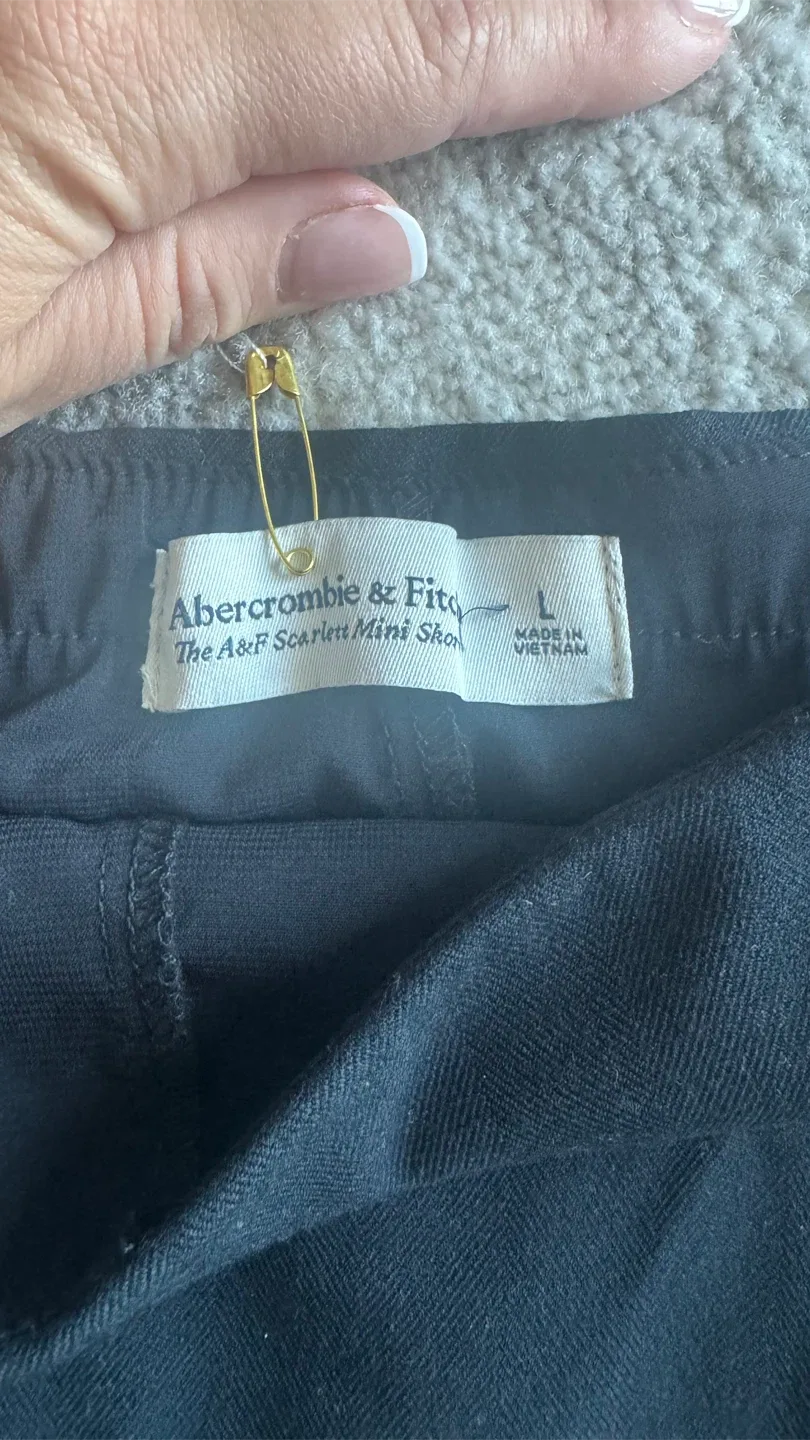 Abercrombie & Fitc
The A&F Scarlett Mini Skor
L
MADE IN
VIETNAM